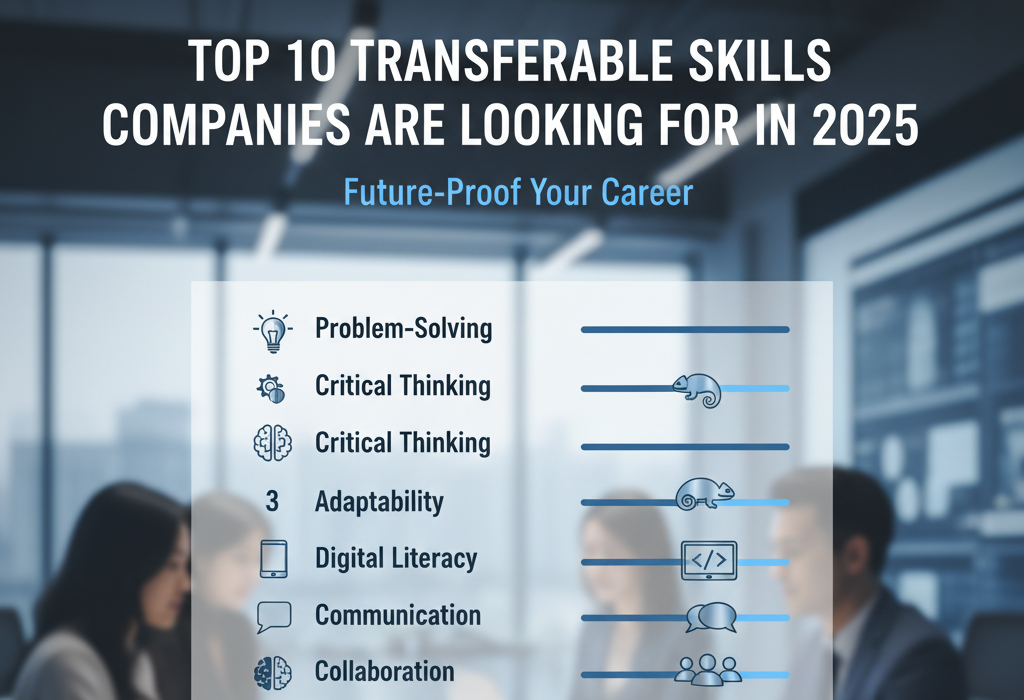 TOP 10 TRANSFERABLE SKILLS
COMPANIES ARE LOOKING FOR IN 2025
Future-Proof Your Career
Problem-Solving
Critical Thinking
Critical Thinking
3 Adaptability
Digital Literacy
</>
Communication
Collaboration